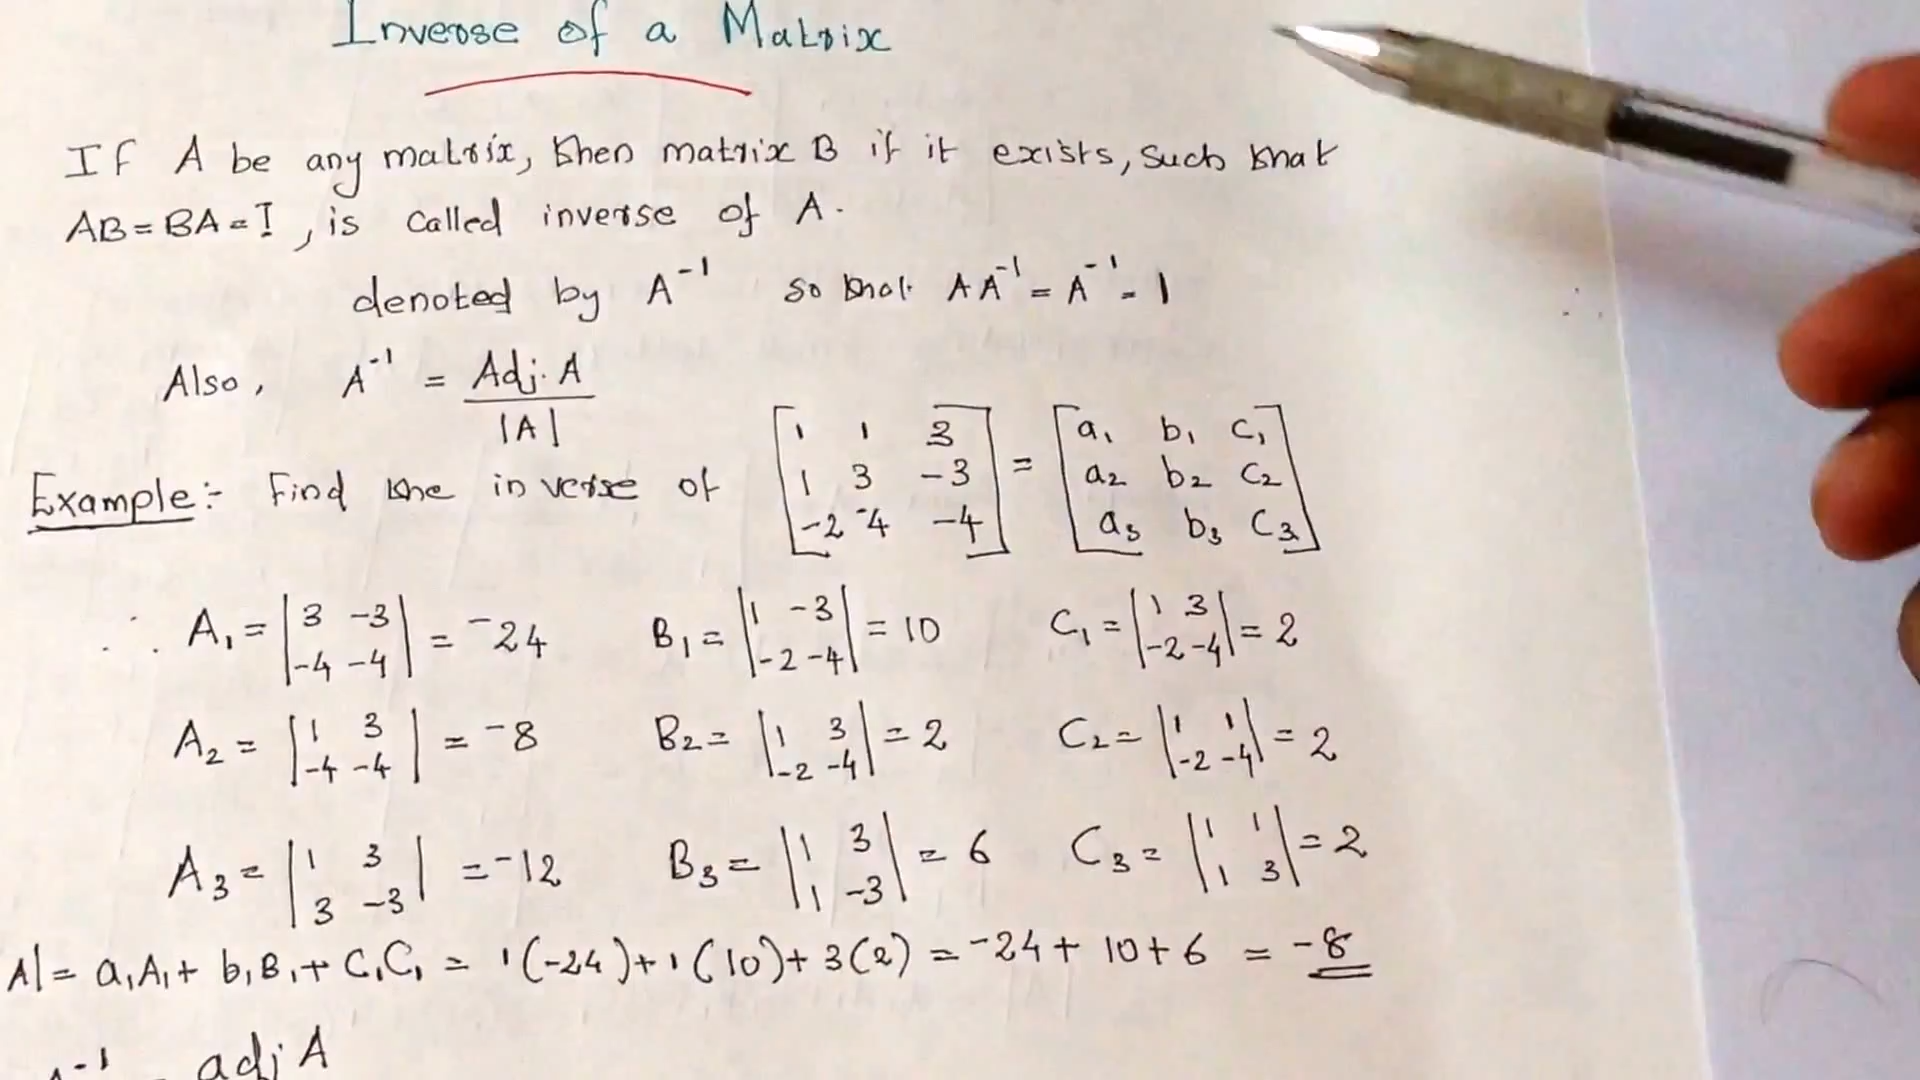 Inverse of a Matrix
If A be any matrix, then matrix B if it exists, such that
AB = BA = I, is called inverse of A.
denoted by A⁻¹ so that AA⁻¹ = A⁻¹ = 1
Also, A⁻¹ = Adj. A / |A|
Example:- Find the inverse of [1 1 3; 1 3 -3; -2 -4 -4] = [a₁ b₁ c₁; a₂ b₂ c₂; a₃ b₃ c₃]
∴ A₁ = |3 -3; -4 -4| = -24 B₁ = |1 -3; -2 -4| = 10 C₁ = |1 3; -2 -4| = 2
A₂ = |1 3; -4 -4| = -8 B₂ = |1 3; -2 -4| = 2 C₂ = |1 1; -2 -4| = 2
A₃ = |1 3; 3 -3| = -12 B₃ = |1 3; 1 -3| = 6 C₃ = |1 1; 1 3| = 2
A| = a₁A₁ + b₁B₁ + C₁C₁ = 1(-24) + 1(10) + 3(2) = -24 + 10 + 6 = -8
adj A